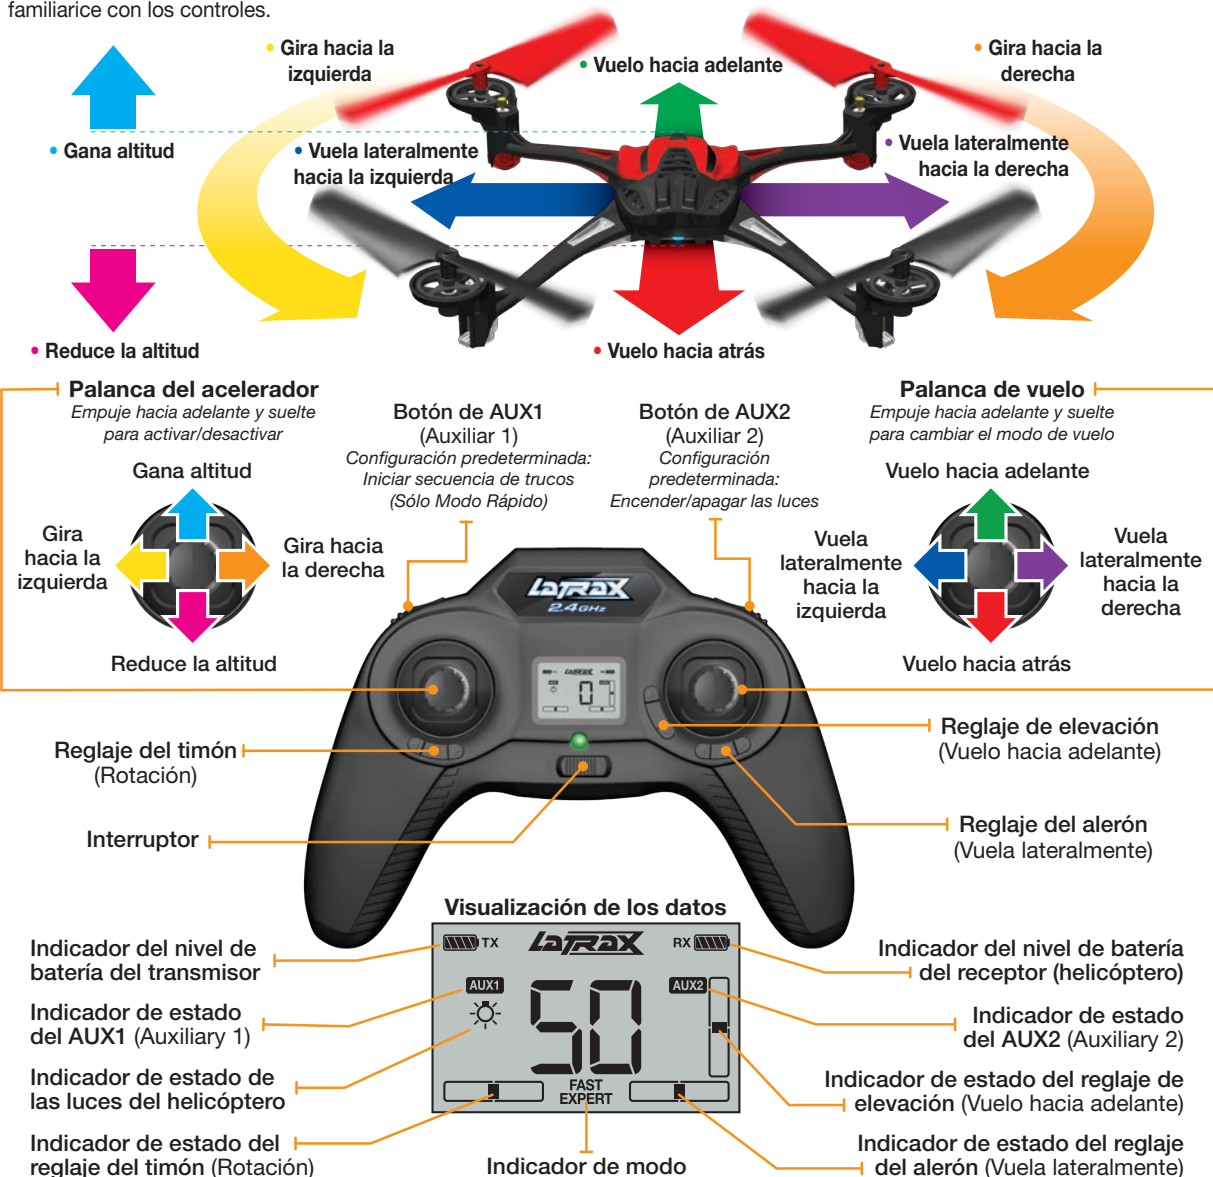 familiarice con los controles.
• Gira hacia la
izquierda
• Vuelo hacia adelante
• Gira hacia la
derecha
• Gana altitud
• Vuela lateralmente
hacia la izquierda
• Vuela lateralmente
hacia la derecha
• Reduce la altitud
• Vuelo hacia atrás
Palanca del acelerador
Empuje hacia adelante y suelte
para activar/desactivar
Gana altitud
Gira
hacia la
izquierda
Gira hacia
la derecha
Reduce la altitud
Botón de AUX1
(Auxiliar 1)
Configuración predeterminada:
Iniciar secuencia de trucos
(Sólo Modo Rápido)
Botón de AUX2
(Auxiliar 2)
Configuración
predeterminada:
Encender/apagar las luces
Palanca de vuelo
Empuje hacia adelante y suelte
para cambiar el modo de vuelo
Vuelo hacia adelante
Vuela
lateralmente
hacia la
izquierda
Vuela
lateralmente
hacia la
derecha
Vuelo hacia atrás
LaTRAX
2.4GHz
LaTRAX
0
Reglaje del timón
(Rotación)
Interruptor
Reglaje de elevación
(Vuelo hacia adelante)
Reglaje del alerón
(Vuela lateralmente)
Visualización de los datos
TX
LaTRAX
RX
AUX1
50
AUX2
FAST
EXPERT
Indicador del nivel de
batería del transmisor
Indicador de estado
del AUX1 (Auxiliary 1)
Indicador de estado de
las luces del helicóptero
Indicador de estado del
reglaje del timón (Rotación)
Indicador de modo
Indicador del nivel de batería
del receptor (helicóptero)
Indicador de estado
del AUX2 (Auxiliary 2)
Indicador de estado del reglaje de
elevación (Vuelo hacia adelante)
Indicador de estado del reglaje
del alerón (Vuela lateralmente)